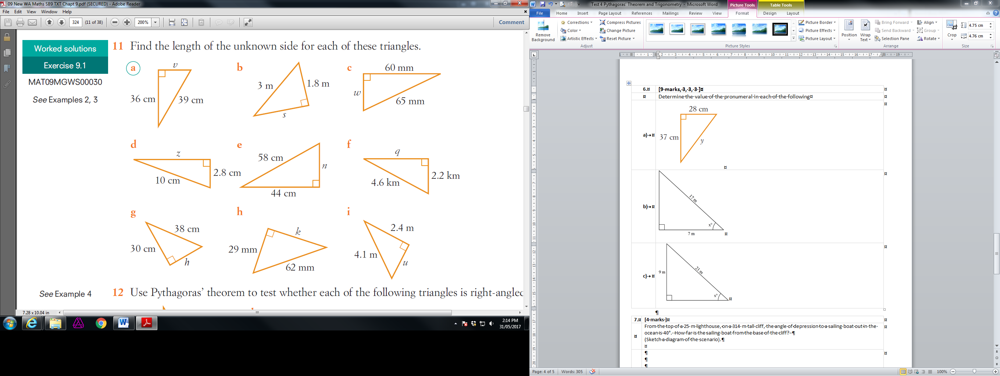 09 New WA Maths SB9 TXT Chapt 9.pdf (SECURED) - Adobe Reader
File Edit View Window Help
324 (11 of 38) 200% Comment
Worked solutions
Exercise 9.1
MAT09MGWS00030
See Examples 2, 3
11 Find the length of the unknown side for each of these triangles.
a v 36 cm 39 cm
b 3 m 1.8 m s
c 60 mm w 65 mm
d z 2.8 cm 10 cm
e 58 cm n 44 cm
f q 2.2 km 4.6 km
g 38 cm 30 cm h
h k 29 mm 62 mm
i 2.4 m 4.1 m u
See Example 4
12 Use Pythagoras' theorem to test whether each of the following triangles is right-angled
7.28 x 10.04 in
2:14 PM
31/05/2017
Test 4 Pythagoras' Theorem and Trigonometry - Microsoft Word
Picture Tools Table Tools
File Home Insert Page Layout References Mailings Review View Format Design Layout
Remove Background
Corrections
Color
Artistic Effects
Compress Pictures
Change Picture
Reset Picture
Adjust
Picture Styles
Picture Border
Picture Effects
Picture Layout
Position
Wrap Text
Bring Forward
Send Backward
Selection Pane
Align
Group
Rotate
Arrange
Crop
4.75 cm
4.76 cm
Size
6.¤ [9·marks,·3,·3,·3·]¤
¤ Determine·the·value·of·the·pronumeral·in·each·of·the·following¤
a)→¤ 28 cm 37 cm y
b)→¤ 17 m x° 7 m
c)→¤ 9 m 21 m x°
¶
7.¤ [4·marks·]¤
From·the·top·of·a·25·m·lighthouse,·on·a·314·m·tall·cliff,·the·angle·of·depression·to·a·sailing·boat·out·in·the·
ocean·is·40°.··How·far·is·the·sailing·boat·from·the·base·of·the·cliff?··¶
(Sketch·a·diagram·of·the·scenario).¶
¤
¶
¶
¶
Page: 4 of 5 Words: 305 100%